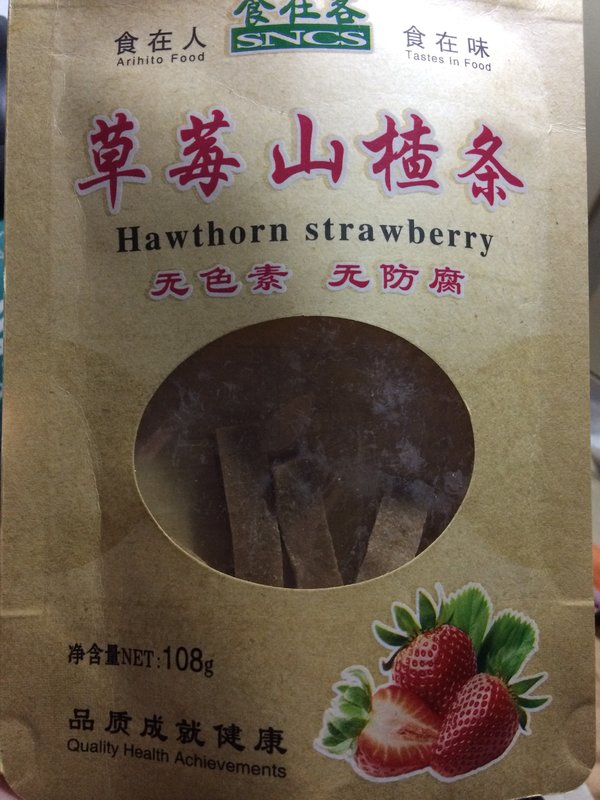 SNCS
食在人
Arihito Food
食在味
Tastes in Food
草莓山楂条
Hawthorn strawberry
无色素 无防腐
净含量NET:108g
品质成就健康
Quality Health Achievements